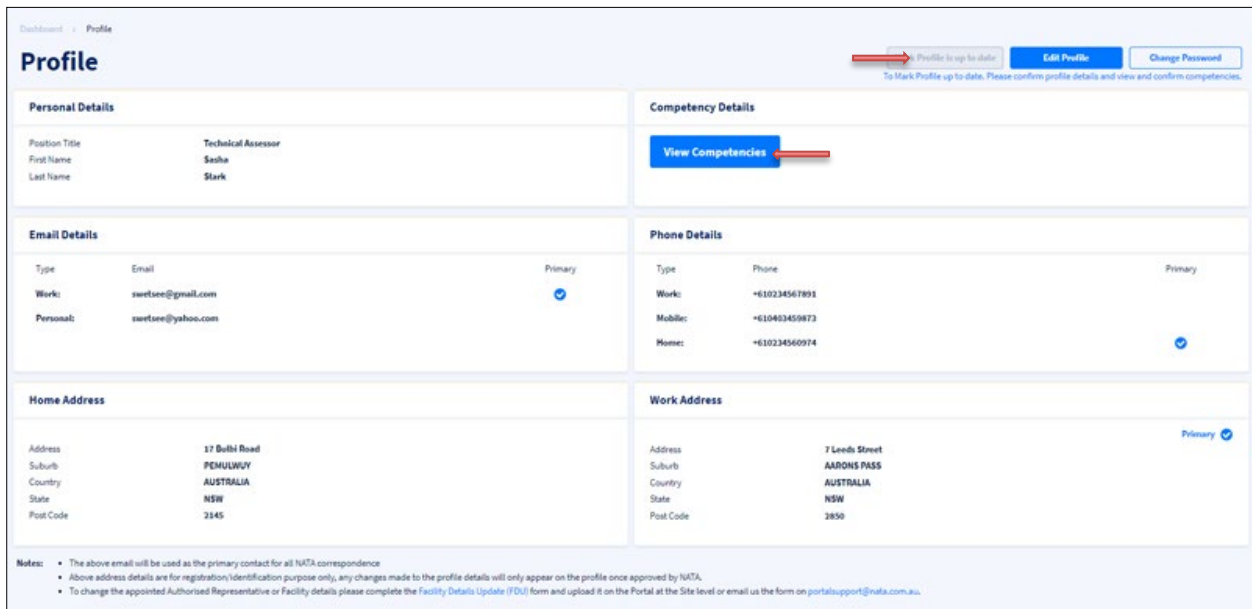 Dashboard › Profile
Profile
k Profile is up to date Edit Profile Change Password
To Mark Profile up to date. Please confirm profile details and view and confirm competencies.
Personal Details
Position Title Technical Assessor
First Name Sasha
Last Name Stark
Competency Details
View Competencies
Email Details
Type Email Primary
Work: swetsee@gmail.com
Personal: swetsee@yahoo.com
Phone Details
Type Phone Primary
Work: +610234567891
Mobile: +610403459873
Home: +610234560974
Home Address
Address 17 Bulbi Road
Suburb PEMULWUY
Country AUSTRALIA
State NSW
Post Code 2145
Work Address
Primary
Address 7 Leeds Street
Suburb AARONS PASS
Country AUSTRALIA
State NSW
Post Code 2850
Notes: • The above email will be used as the primary contact for all NATA correspondence
• Above address details are for registration/identification purpose only, any changes made to the profile details will only appear on the profile once approved by NATA.
• To change the appointed Authorised Representative or Facility details please complete the Facility Details Update (FDU) form and upload it on the Portal at the Site level or email us the form on portalsupport@nata.com.au.